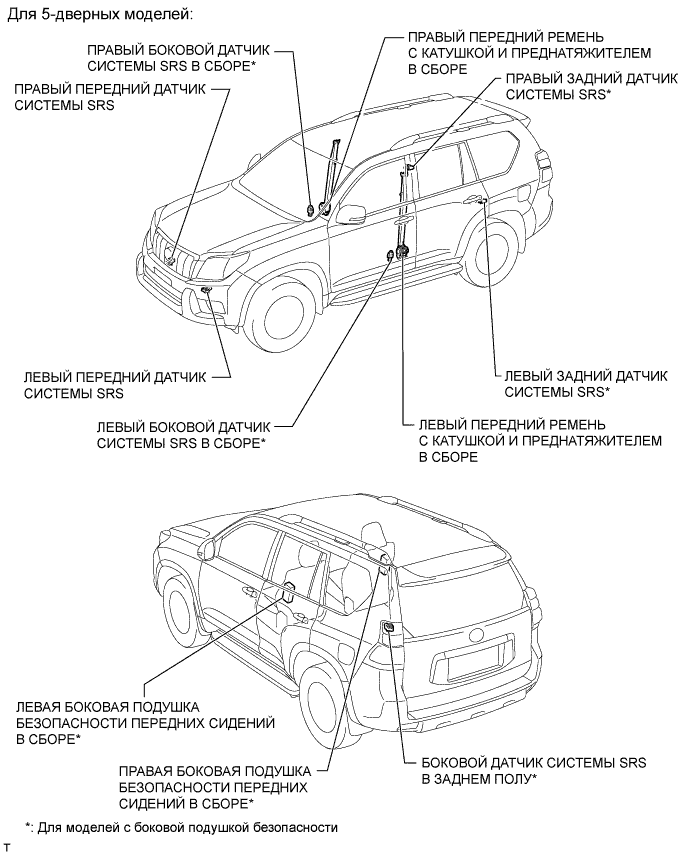 Для 5-дверных моделей:
ПРАВЫЙ БОКОВОЙ ДАТЧИК
СИСТЕМЫ SRS В СБОРЕ*
ПРАВЫЙ ПЕРЕДНИЙ РЕМЕНЬ
С КАТУШКОЙ И ПРЕДНАТЯЖИТЕЛЕМ
В СБОРЕ
ПРАВЫЙ ПЕРЕДНИЙ ДАТЧИК
СИСТЕМЫ SRS
ПРАВЫЙ ЗАДНИЙ ДАТЧИК
СИСТЕМЫ SRS*
ЛЕВЫЙ ПЕРЕДНИЙ ДАТЧИК
СИСТЕМЫ SRS
ЛЕВЫЙ ЗАДНИЙ ДАТЧИК
СИСТЕМЫ SRS*
ЛЕВЫЙ БОКОВОЙ ДАТЧИК
СИСТЕМЫ SRS В СБОРЕ*
ЛЕВЫЙ ПЕРЕДНИЙ РЕМЕНЬ
С КАТУШКОЙ И ПРЕДНАТЯЖИТЕЛЕМ
В СБОРЕ
ЛЕВАЯ БОКОВАЯ ПОДУШКА
БЕЗОПАСНОСТИ ПЕРЕДНИХ СИДЕНИЙ
В СБОРЕ*
ПРАВАЯ БОКОВАЯ ПОДУШКА
БЕЗОПАСНОСТИ ПЕРЕДНИХ
СИДЕНИЙ В СБОРЕ*
БОКОВОЙ ДАТЧИК СИСТЕМЫ SRS
В ЗАДНЕМ ПОЛУ*
*: Для моделей с боковой подушкой безопасности
T